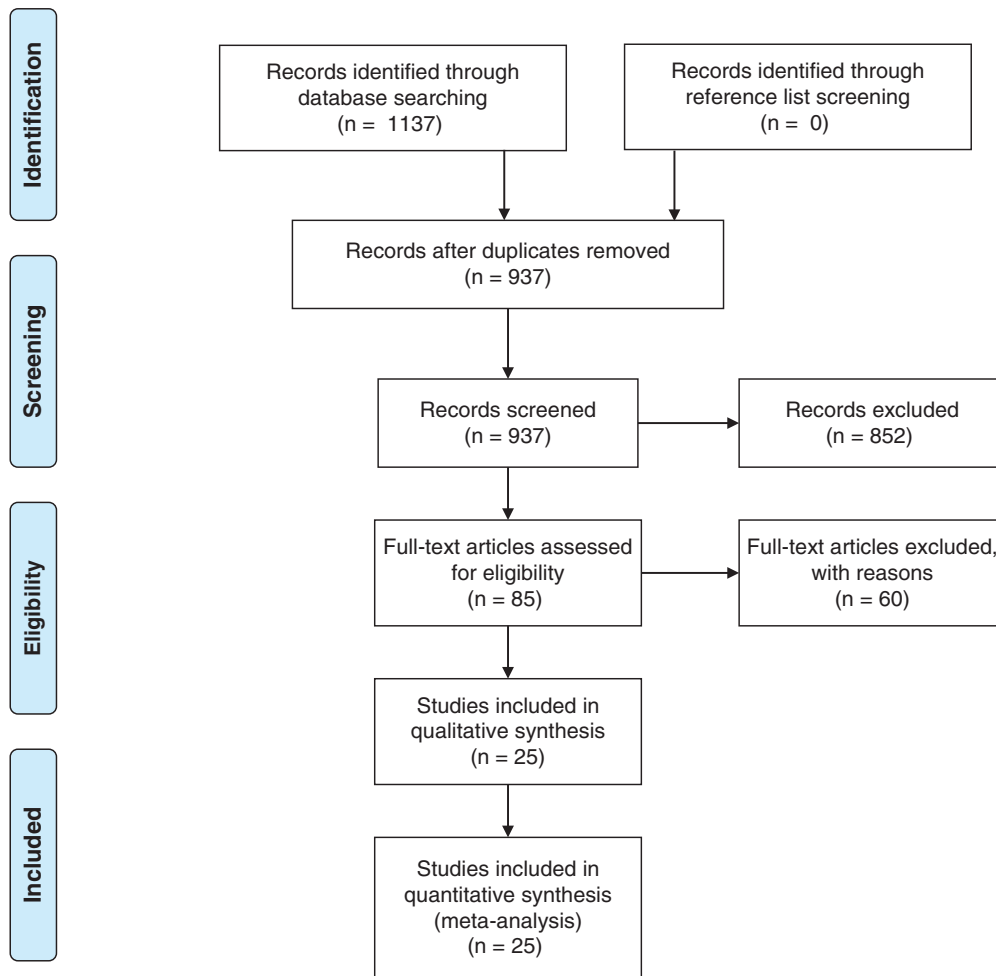 Identification
Records identified through
database searching
(n = 1137)
Records identified through
reference list screening
(n = 0)
Records after duplicates removed
(n = 937)
Screening
Records screened
(n = 937)
Records excluded
(n = 852)
Eligibility
Full-text articles assessed
for eligibility
(n = 85)
Full-text articles excluded,
with reasons
(n = 60)
Studies included in
qualitative synthesis
(n = 25)
Included
Studies included in
quantitative synthesis
(meta-analysis)
(n = 25)